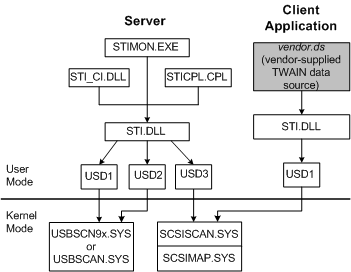 Server
Client
Application
STIMON.EXE
vendor.ds
(vendor-supplied
TWAIN data
source)
STI_CI.DLL
STICPL.CPL
STI.DLL
STI.DLL
User
Mode
USD1
USD2
USD3
USD1
Kernel
Mode
USBSCN9x.SYS
or
USBSCAN.SYS
SCSISCAN.SYS
SCSIMAP.SYS